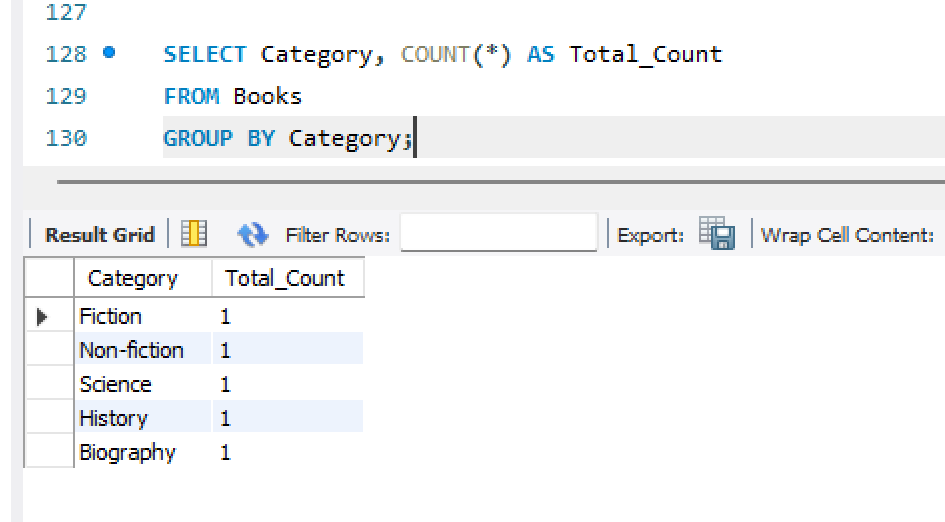 127
128 SELECT Category, COUNT(*) AS Total_Count
129 FROM Books
130 GROUP BY Category;
Result Grid Filter Rows: Export: Wrap Cell Content:
Category Total_Count
Fiction 1
Non-fiction 1
Science 1
History 1
Biography 1